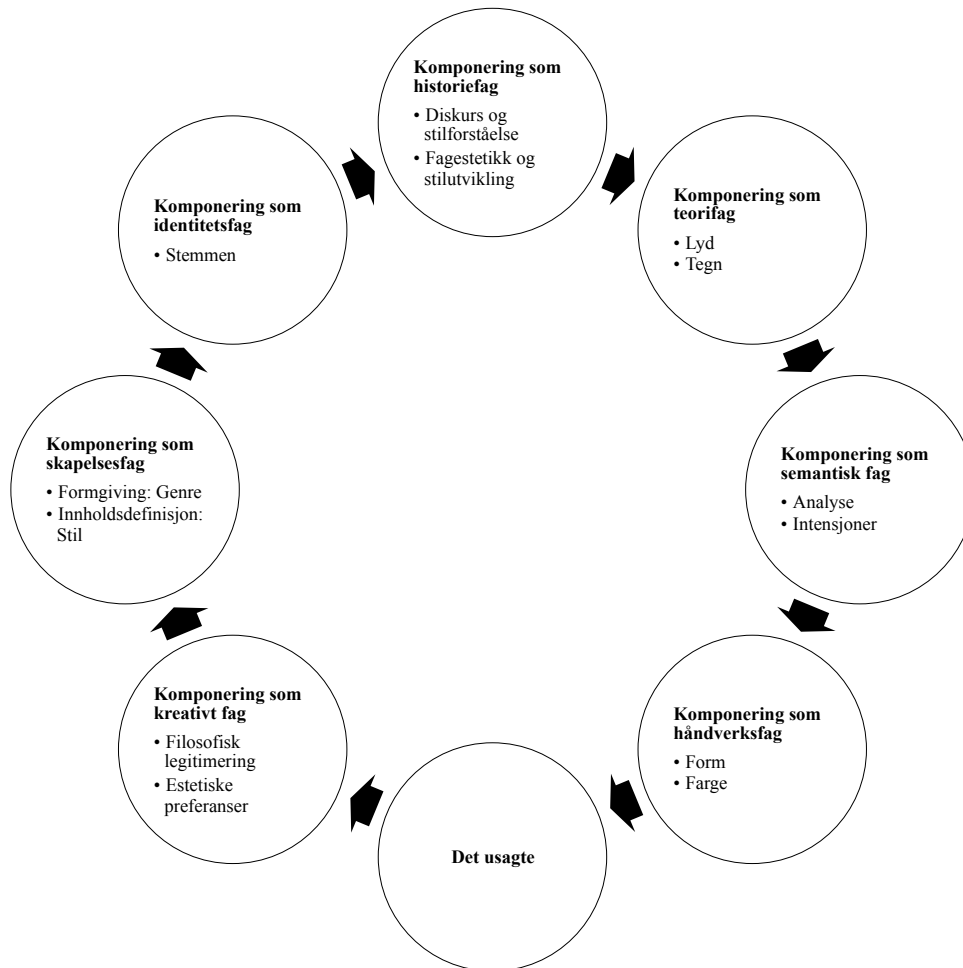 Komponering som
historiefag
• Diskurs og
stilforståelse
• Fagestetikk og
stilutvikling
Komponering som
teorifag
• Lyd
• Tegn
Komponering som
semantisk fag
• Analyse
• Intensjoner
Komponering som
håndverksfag
• Form
• Farge
Det usagte
Komponering som
kreativt fag
• Filosofisk
legitimering
• Estetiske
preferanser
Komponering som
skapelsesfag
• Formgiving: Genre
• Innholdsdefinisjon:
Stil
Komponering som
identitetsfag
• Stemmen